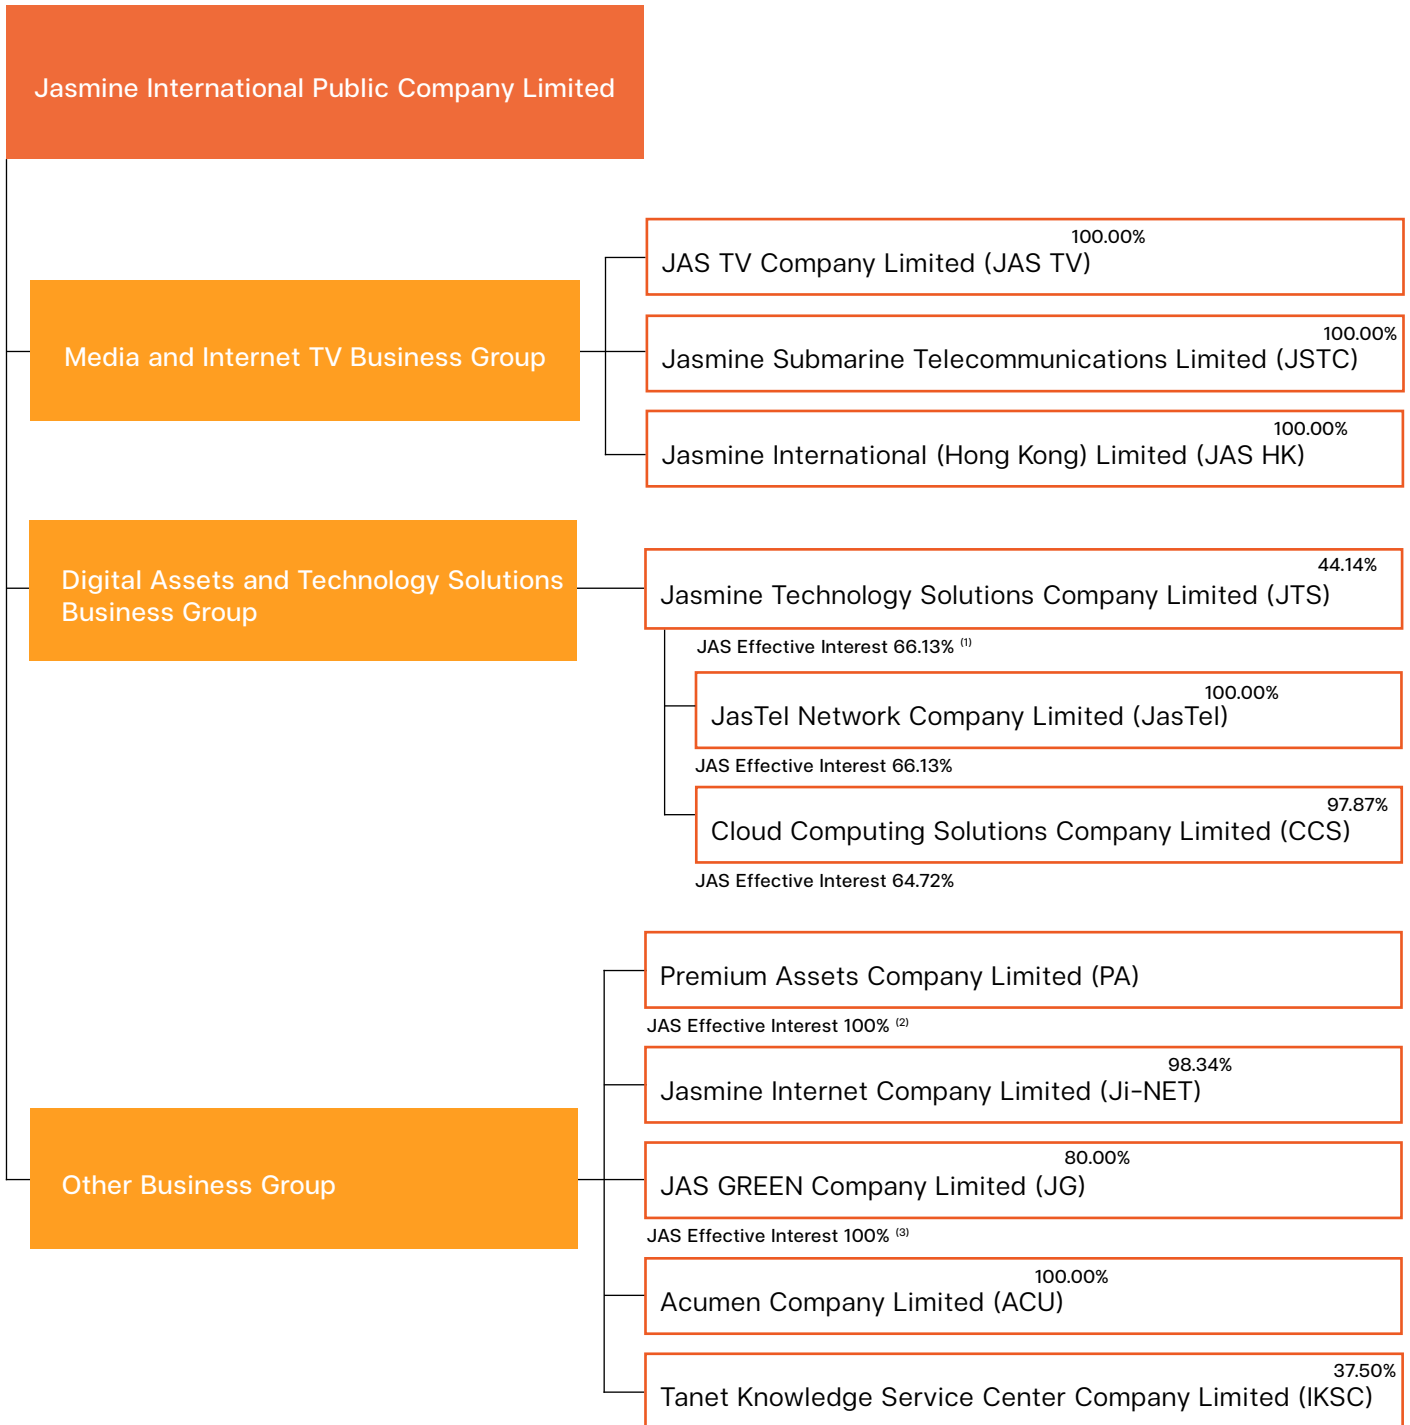 Jasmine International Public Company Limited
100.00%
JAS TV Company Limited (JAS TV)
Media and Internet TV Business Group
100.00%
Jasmine Submarine Telecommunications Limited (JSTC)
100.00%
Jasmine International (Hong Kong) Limited (JAS HK)
Digital Assets and Technology Solutions
Business Group
44.14%
Jasmine Technology Solutions Company Limited (JTS)
JAS Effective Interest 66.13% (1)
100.00%
JasTel Network Company Limited (JasTel)
JAS Effective Interest 66.13%
97.87%
Cloud Computing Solutions Company Limited (CCS)
JAS Effective Interest 64.72%
Other Business Group
Premium Assets Company Limited (PA)
JAS Effective Interest 100% (2)
98.34%
Jasmine Internet Company Limited (Ji-NET)
80.00%
JAS GREEN Company Limited (JG)
JAS Effective Interest 100% (3)
100.00%
Acumen Company Limited (ACU)
37.50%
Tanet Knowledge Service Center Company Limited (IKSC)